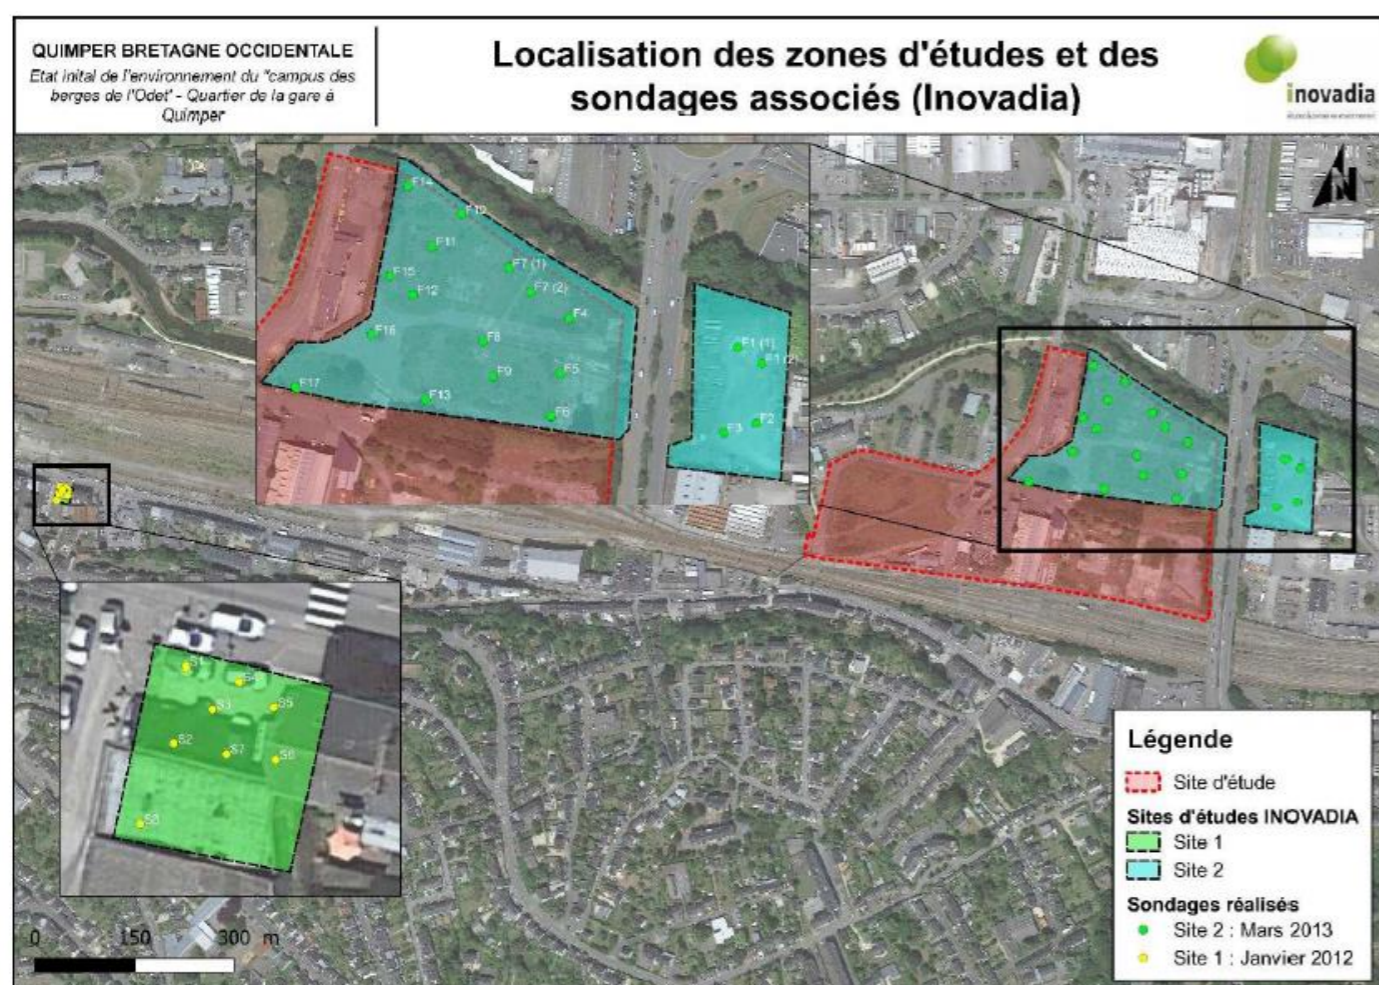 QUIMPER BRETAGNE OCCIDENTALE
Etat inital de l'environnement du "campus des
berges de l'Odet" - Quartier de la gare à
Quimper
Localisation des zones d'études et des
sondages associés (Inovadia)
inovadia
N
F14
F11
F7 (1)
F15
F12
F7 (2)
F4
F16
F8
F1 (1)
F1 (2)
F9
F5
F17
F13
F6
F2
F3
S1
S3
S5
S2
S7
S6
0 150 300 m
Légende
Site d'étude
Sites d'études INOVADIA
Site 1
Site 2
Sondages réalisés
Site 2 : Mars 2013
Site 1 : Janvier 2012